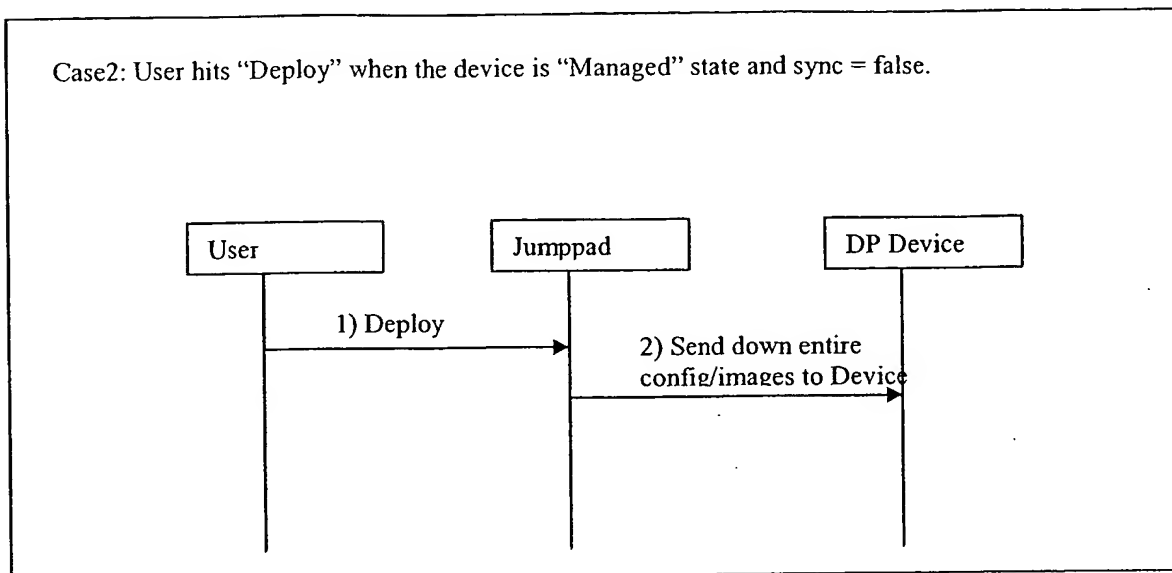 Case2: User hits “Deploy” when the device is “Managed” state and sync = false.
User
Jumppad
DP Device
1) Deploy
2) Send down entire
config/images to Device